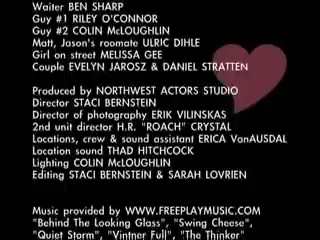 Waiter BEN SHARP
Guy #1 RILEY O'CONNOR
Guy #2 COLIN McLOUGHLIN
Matt, Jason's roomate ULRIC DIHLE
Girl on street MELISSA GEE
Couple EVELYN JAROSZ & DANIEL STRATTEN
Produced by NORTHWEST ACTORS STUDIO
Director STACI BERNSTEIN
Director of photography ERIK VILINSKAS
2nd unit director H.R. "ROACH" CRYSTAL
Locations, crew & sound assistant ERICA VanAUSDAL
Location sound THAD HITCHCOCK
Lighting COLIN McLOUGHLIN
Editing STACI BERNSTEIN & SARAH LOVRIEN
Music provided by WWW.FREEPLAYMUSIC.COM
"Behind The Looking Glass", "Swing Cheese",
"Quiet Storm", "Vintner Full", "The Thinker"